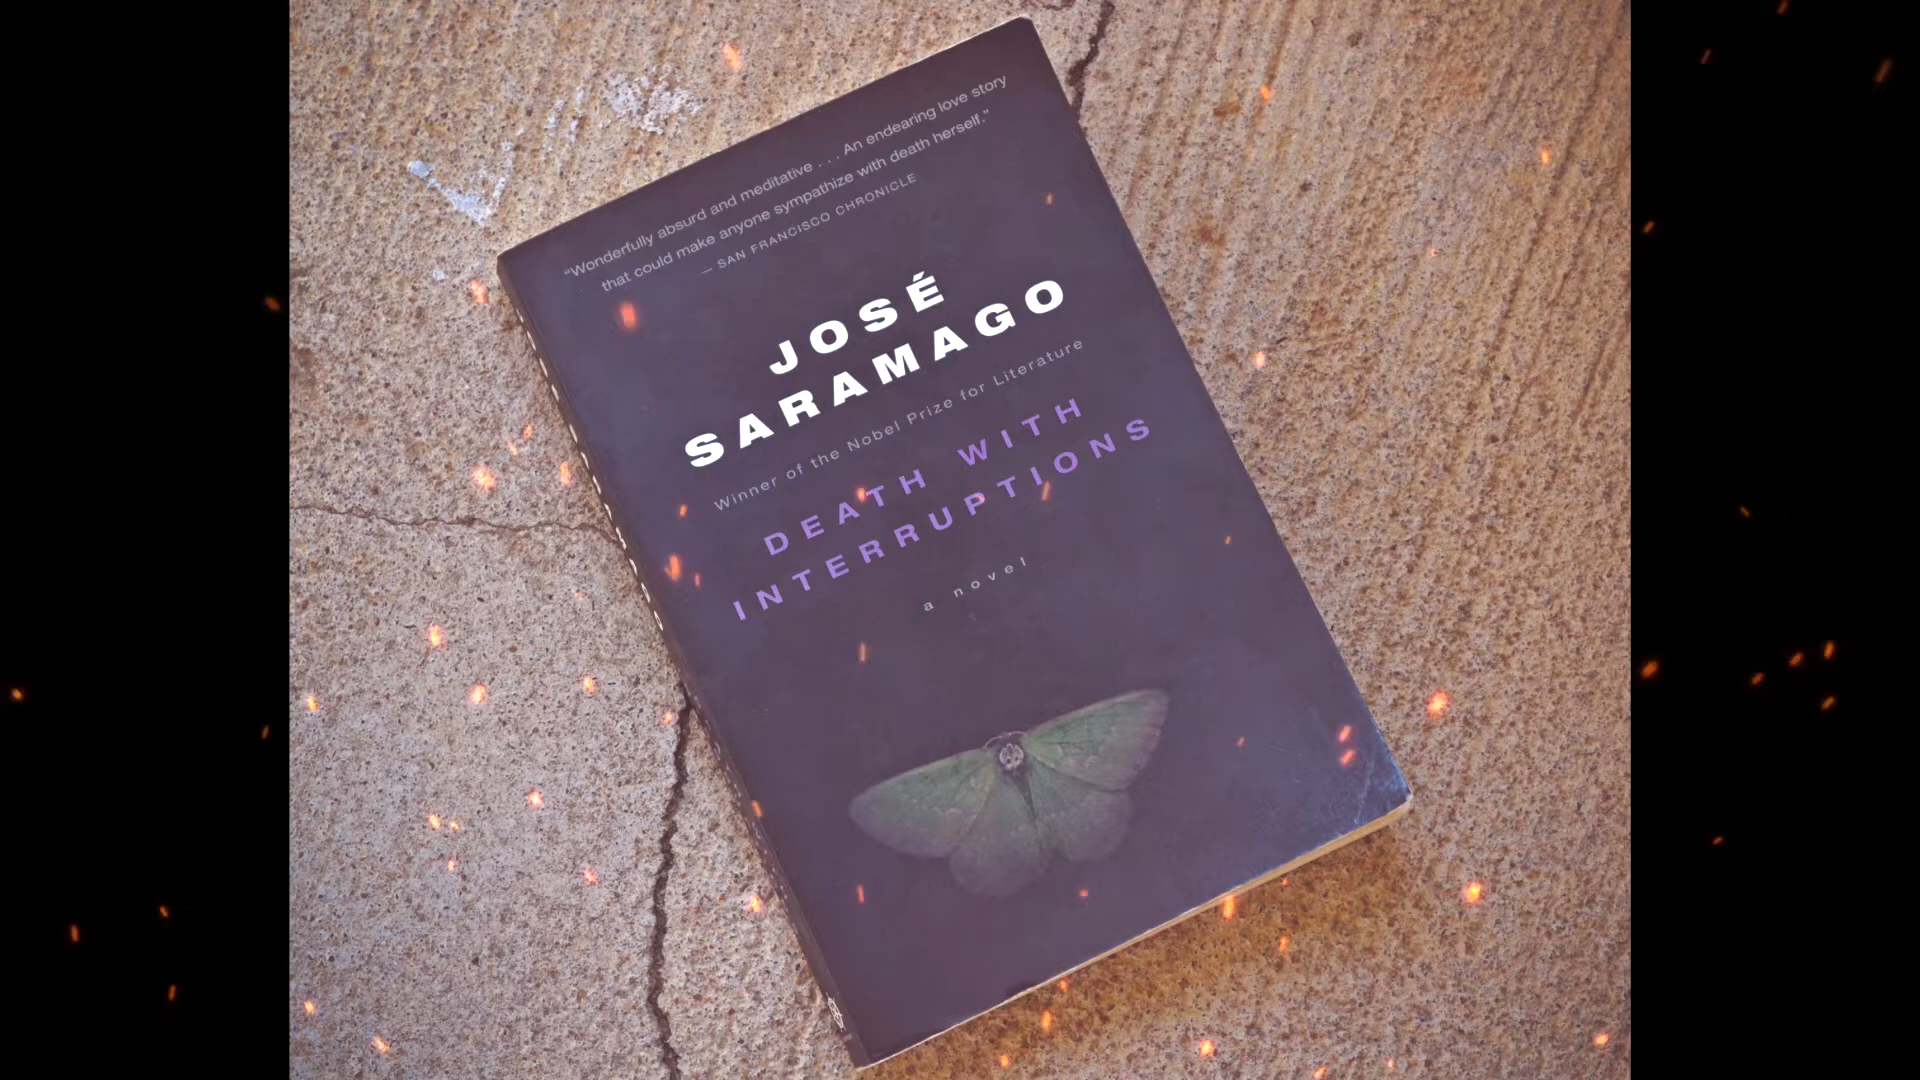 “Wonderfully absurd and meditative . . . An endearing love story
that could make anyone sympathize with death herself.”
— SAN FRANCISCO CHRONICLE
JOSÉ
SARAMAGO
Winner of the Nobel Prize for Literature
DEATH WITH
INTERRUPTIONS
a novel